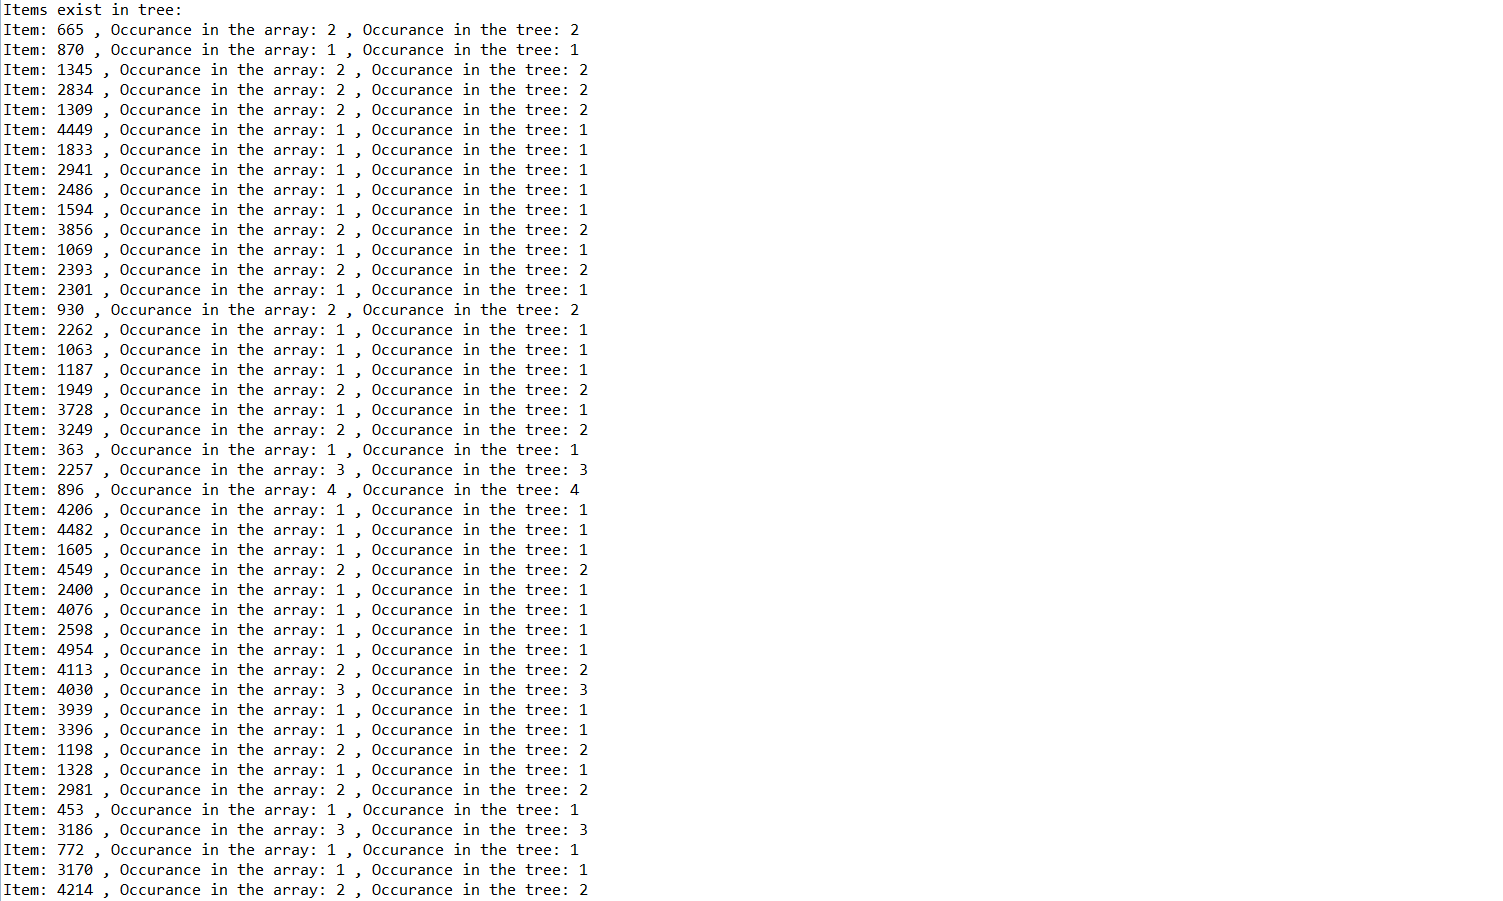 Items exist in tree:
Item: 665 , Occurance in the array: 2 , Occurance in the tree: 2
Item: 870 , Occurance in the array: 1 , Occurance in the tree: 1
Item: 1345 , Occurance in the array: 2 , Occurance in the tree: 2
Item: 2834 , Occurance in the array: 2 , Occurance in the tree: 2
Item: 1309 , Occurance in the array: 2 , Occurance in the tree: 2
Item: 4449 , Occurance in the array: 1 , Occurance in the tree: 1
Item: 1833 , Occurance in the array: 1 , Occurance in the tree: 1
Item: 2941 , Occurance in the array: 1 , Occurance in the tree: 1
Item: 2486 , Occurance in the array: 1 , Occurance in the tree: 1
Item: 1594 , Occurance in the array: 1 , Occurance in the tree: 1
Item: 3856 , Occurance in the array: 2 , Occurance in the tree: 2
Item: 1069 , Occurance in the array: 1 , Occurance in the tree: 1
Item: 2393 , Occurance in the array: 2 , Occurance in the tree: 2
Item: 2301 , Occurance in the array: 1 , Occurance in the tree: 1
Item: 930 , Occurance in the array: 2 , Occurance in the tree: 2
Item: 2262 , Occurance in the array: 1 , Occurance in the tree: 1
Item: 1063 , Occurance in the array: 1 , Occurance in the tree: 1
Item: 1187 , Occurance in the array: 1 , Occurance in the tree: 1
Item: 1949 , Occurance in the array: 2 , Occurance in the tree: 2
Item: 3728 , Occurance in the array: 1 , Occurance in the tree: 1
Item: 3249 , Occurance in the array: 2 , Occurance in the tree: 2
Item: 363 , Occurance in the array: 1 , Occurance in the tree: 1
Item: 2257 , Occurance in the array: 3 , Occurance in the tree: 3
Item: 896 , Occurance in the array: 4 , Occurance in the tree: 4
Item: 4206 , Occurance in the array: 1 , Occurance in the tree: 1
Item: 4482 , Occurance in the array: 1 , Occurance in the tree: 1
Item: 1605 , Occurance in the array: 1 , Occurance in the tree: 1
Item: 4549 , Occurance in the array: 2 , Occurance in the tree: 2
Item: 2400 , Occurance in the array: 1 , Occurance in the tree: 1
Item: 4076 , Occurance in the array: 1 , Occurance in the tree: 1
Item: 2598 , Occurance in the array: 1 , Occurance in the tree: 1
Item: 4954 , Occurance in the array: 1 , Occurance in the tree: 1
Item: 4113 , Occurance in the array: 2 , Occurance in the tree: 2
Item: 4030 , Occurance in the array: 3 , Occurance in the tree: 3
Item: 3939 , Occurance in the array: 1 , Occurance in the tree: 1
Item: 3396 , Occurance in the array: 1 , Occurance in the tree: 1
Item: 1198 , Occurance in the array: 2 , Occurance in the tree: 2
Item: 1328 , Occurance in the array: 1 , Occurance in the tree: 1
Item: 2981 , Occurance in the array: 2 , Occurance in the tree: 2
Item: 453 , Occurance in the array: 1 , Occurance in the tree: 1
Item: 3186 , Occurance in the array: 3 , Occurance in the tree: 3
Item: 772 , Occurance in the array: 1 , Occurance in the tree: 1
Item: 3170 , Occurance in the array: 1 , Occurance in the tree: 1
Item: 4214 , Occurance in the array: 2 , Occurance in the tree: 2